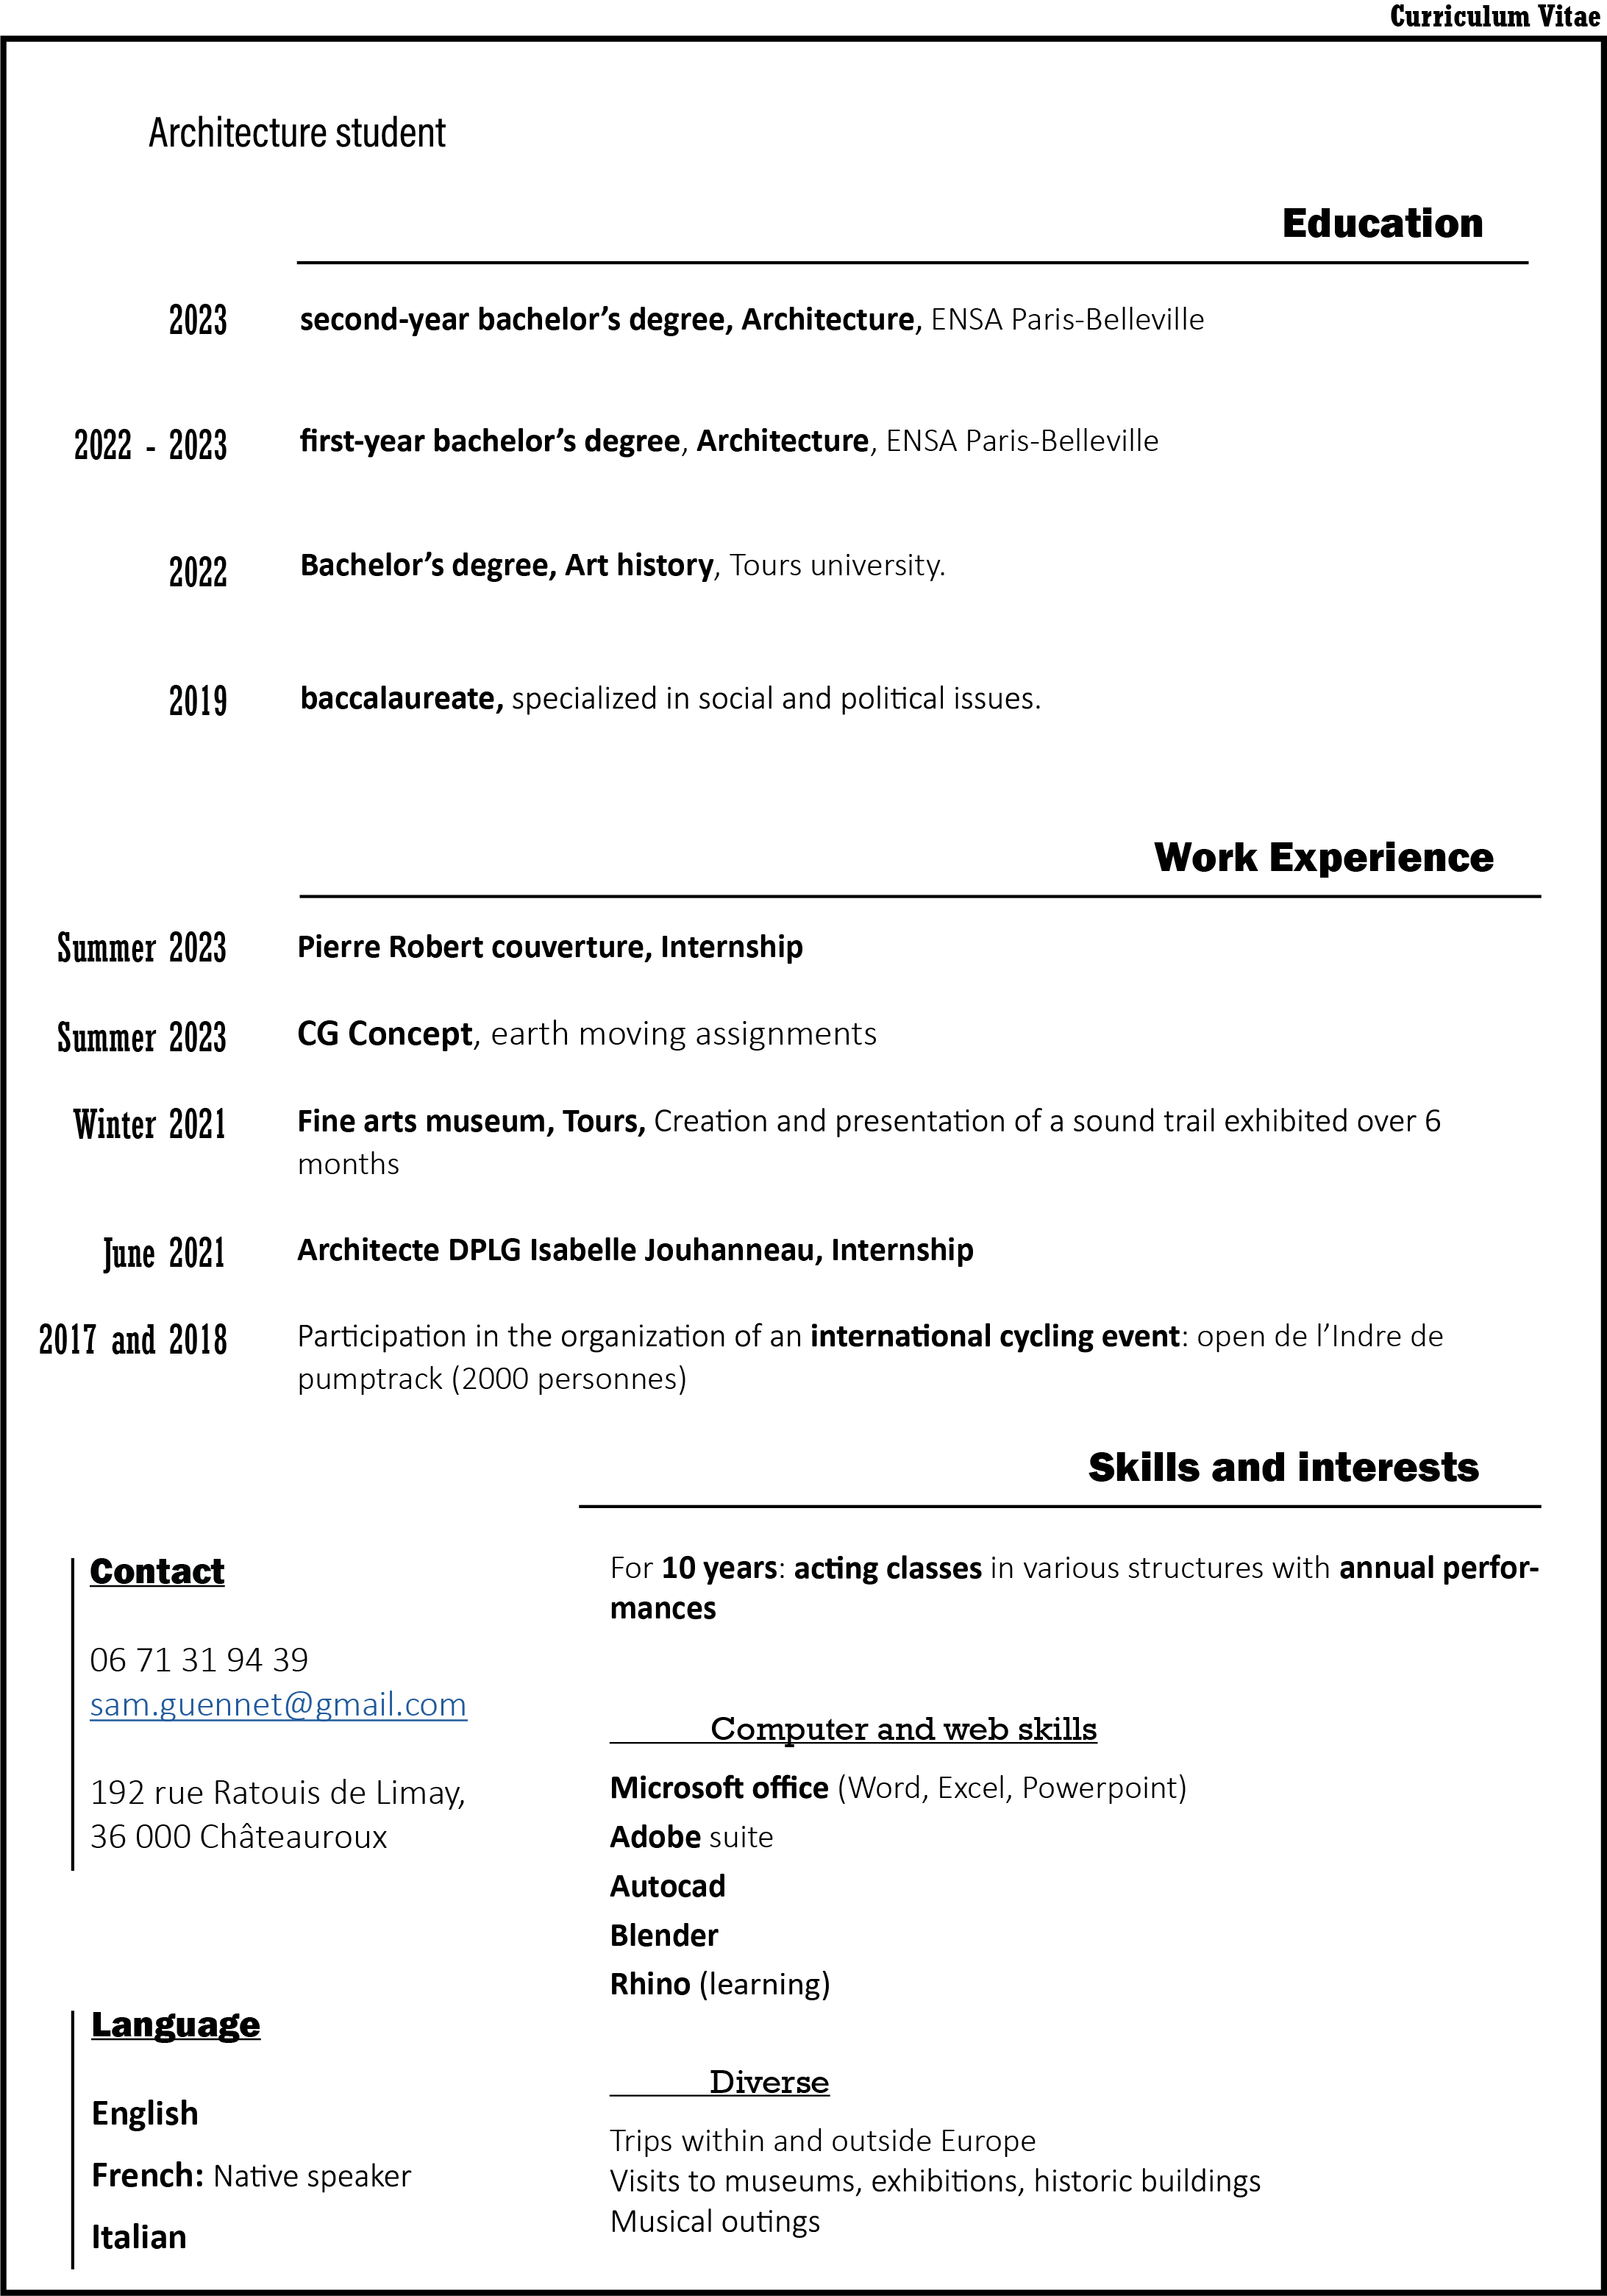 Curriculum Vitae
Architecture student
Education
2023 second-year bachelor’s degree, Architecture, ENSA Paris-Belleville
2022 - 2023 first-year bachelor’s degree, Architecture, ENSA Paris-Belleville
2022 Bachelor’s degree, Art history, Tours university.
2019 baccalaureate, specialized in social and political issues.
Work Experience
Summer 2023 Pierre Robert couverture, Internship
Summer 2023 CG Concept, earth moving assignments
Winter 2021 Fine arts museum, Tours, Creation and presentation of a sound trail exhibited over 6
months
June 2021 Architecte DPLG Isabelle Jouhanneau, Internship
2017 and 2018 Participation in the organization of an international cycling event: open de l’Indre de
pumptrack (2000 personnes)
Contact
06 71 31 94 39
sam.guennet@gmail.com
192 rue Ratouis de Limay,
36 000 Châteauroux
Language
English
French: Native speaker
Italian
Skills and interests
For 10 years: acting classes in various structures with annual perfor-
mances
Computer and web skills
Microsoft office (Word, Excel, Powerpoint)
Adobe suite
Autocad
Blender
Rhino (learning)
Diverse
Trips within and outside Europe
Visits to museums, exhibitions, historic buildings
Musical outings